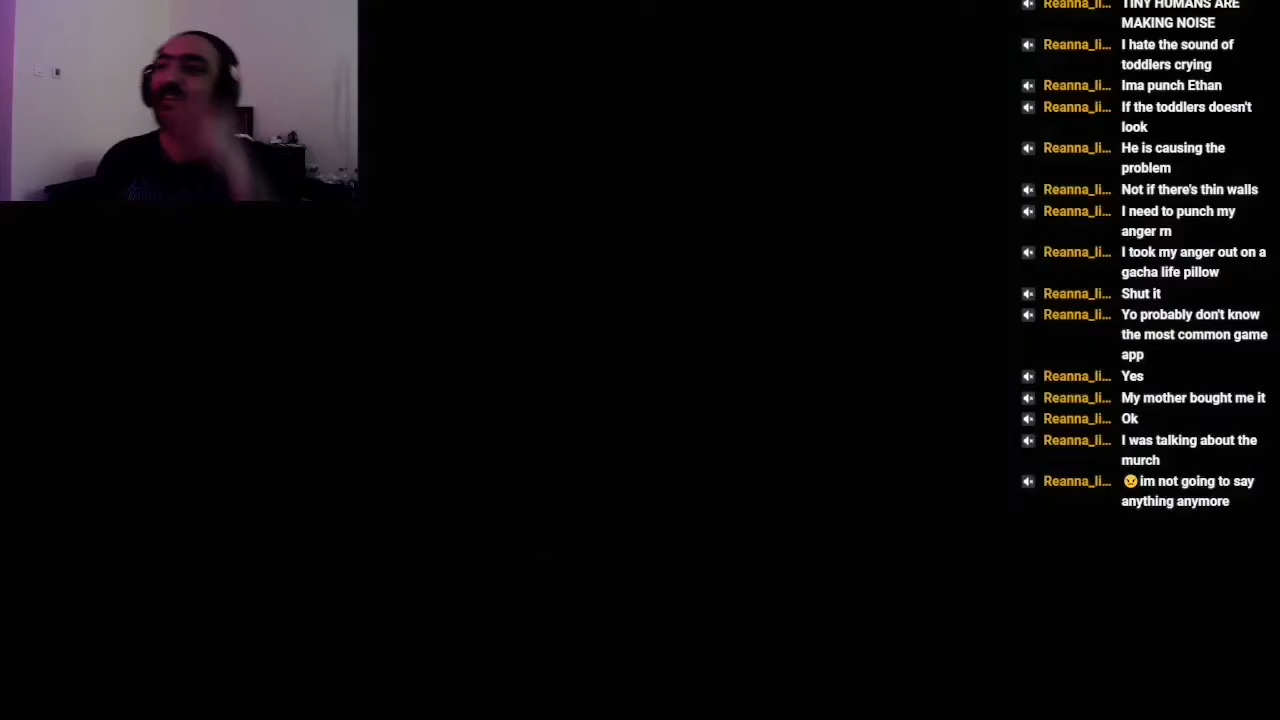 Reanna_li... TINY HUMANS ARE
MAKING NOISE
Reanna_li... I hate the sound of
toddlers crying
Reanna_li... Ima punch Ethan
Reanna_li... If the toddlers doesn't
look
Reanna_li... He is causing the
problem
Reanna_li... Not if there's thin walls
Reanna_li... I need to punch my
anger rn
Reanna_li... I took my anger out on a
gacha life pillow
Reanna_li... Shut it
Reanna_li... Yo probably don't know
the most common game
app
Reanna_li... Yes
Reanna_li... My mother bought me it
Reanna_li... Ok
Reanna_li... I was talking about the
murch
Reanna_li... 😢im not going to say
anything anymore